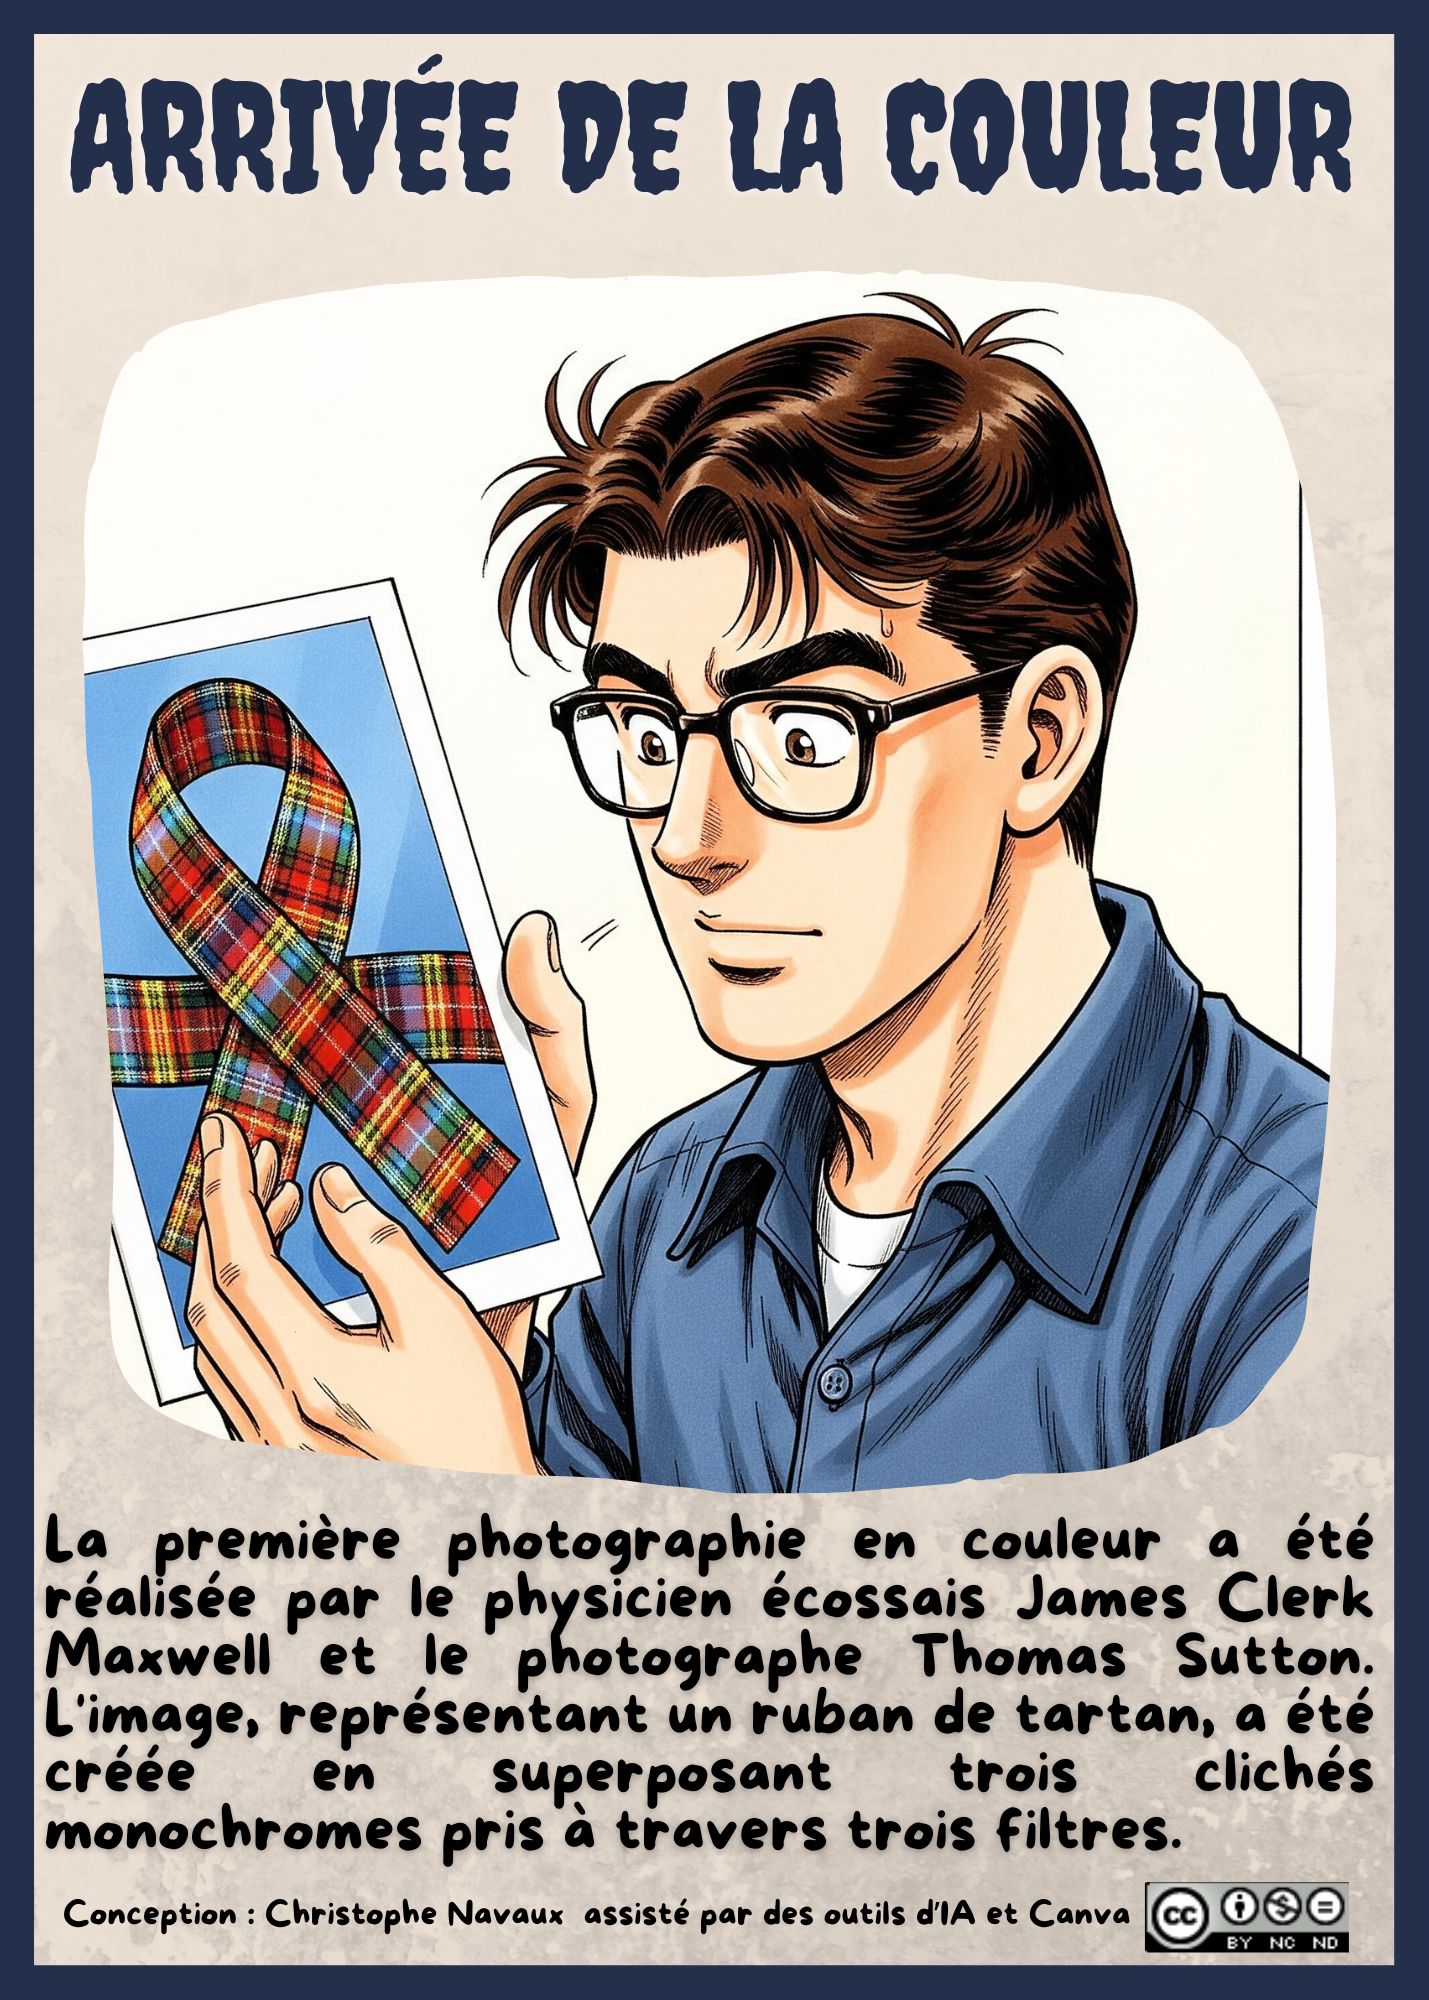 ARRIVÉE DE LA COULEUR
La première photographie en couleur a été
réalisée par le physicien écossais James Clerk
Maxwell et le photographe Thomas Sutton.
L'image, représentant un ruban de tartan, a été
créée en superposant trois clichés
monochromes pris à travers trois filtres.
Conception : Christophe Navaux assisté par des outils d'IA et Canva
cc
BY NC ND